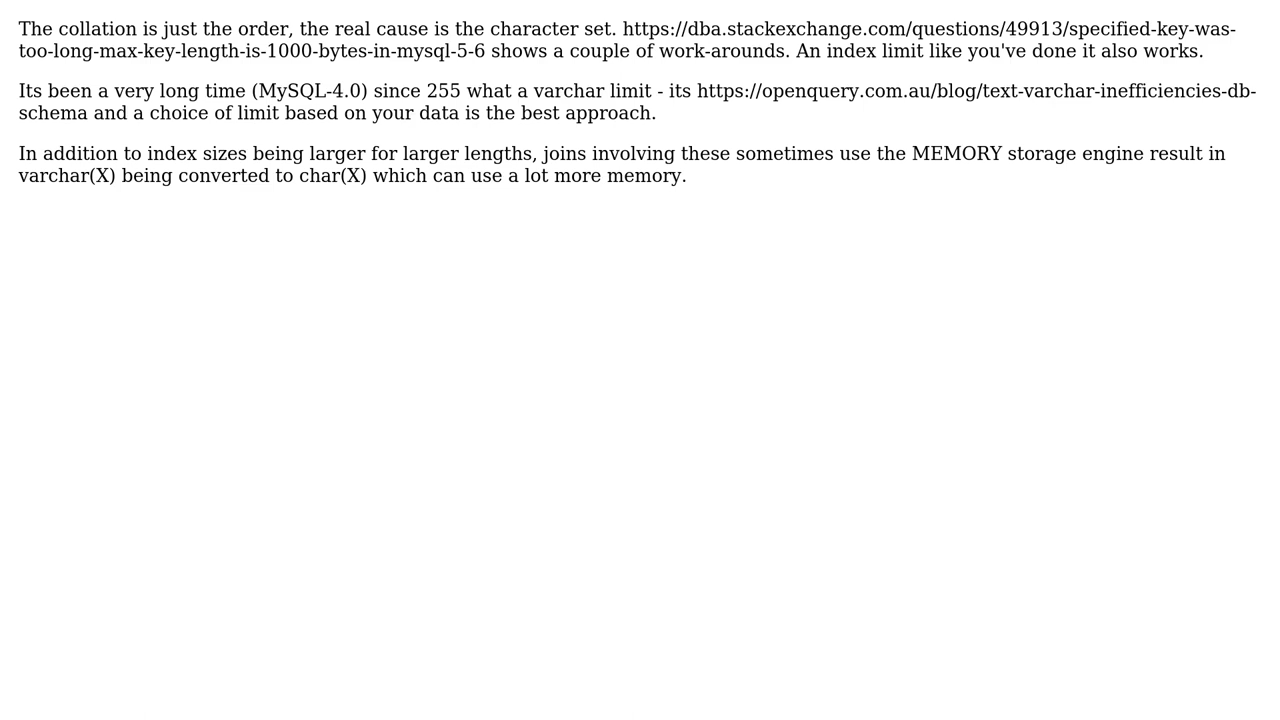 The collation is just the order, the real cause is the character set. https://dba.stackexchange.com/questions/49913/specified-key-was-
too-long-max-key-length-is-1000-bytes-in-mysql-5-6 shows a couple of work-arounds. An index limit like you've done it also works.
Its been a very long time (MySQL-4.0) since 255 what a varchar limit - its https://openquery.com.au/blog/text-varchar-inefficiencies-db-
schema and a choice of limit based on your data is the best approach.
In addition to index sizes being larger for larger lengths, joins involving these sometimes use the MEMORY storage engine result in
varchar(X) being converted to char(X) which can use a lot more memory.